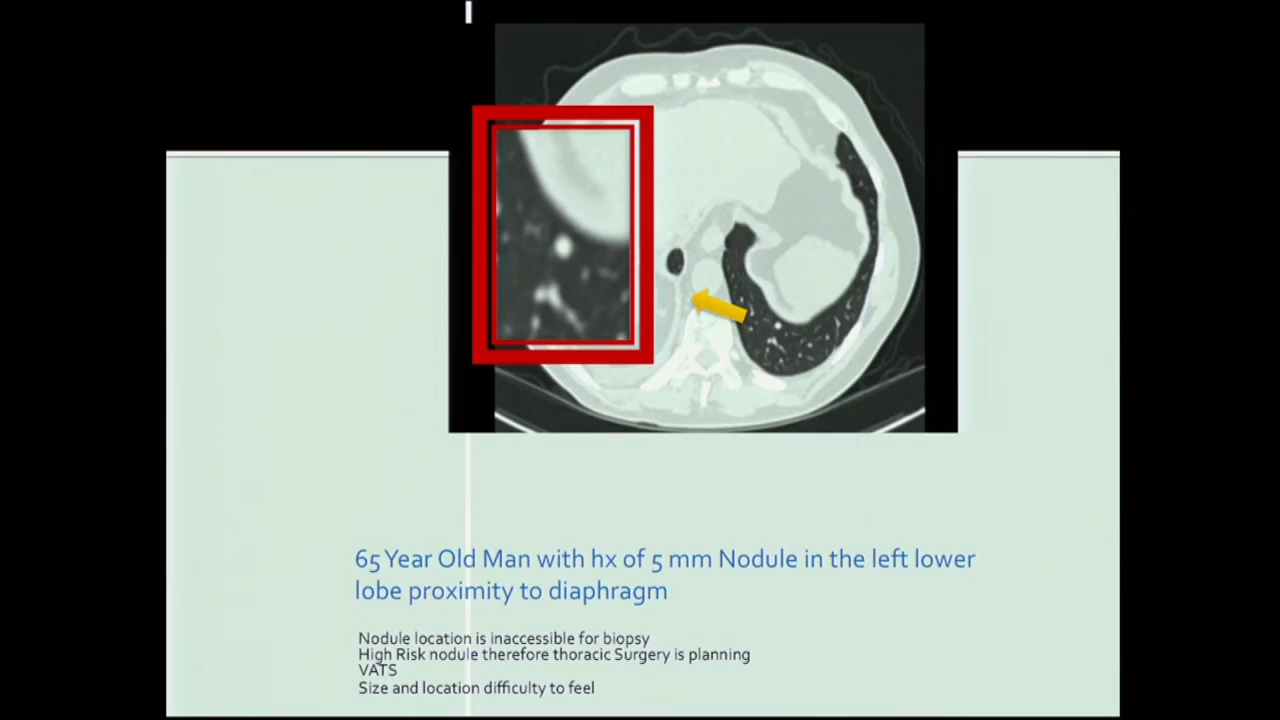 65 Year Old Man with hx of 5 mm Nodule in the left lower
lobe proximity to diaphragm
Nodule location is inaccessible for biopsy
High Risk nodule therefore thoracic Surgery is planning
VATS
Size and location difficulty to feel